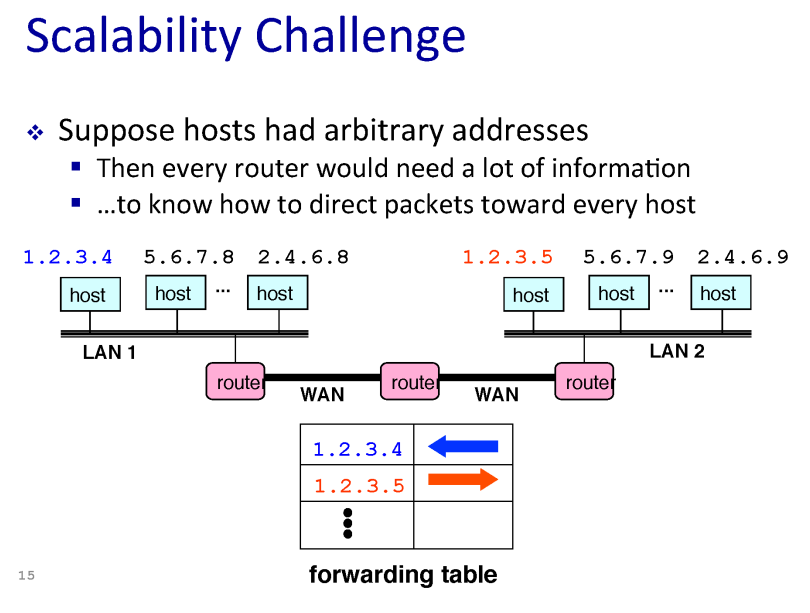 Scalability Challenge
Suppose hosts had arbitrary addresses
Then every router would need a lot of information
…to know how to direct packets toward every host
1.2.3.4 5.6.7.8 2.4.6.8 1.2.3.5 5.6.7.9 2.4.6.9
host host ... host host host ... host
LAN 1 LAN 2
router router router
WAN WAN
1.2.3.4
1.2.3.5
forwarding table
15